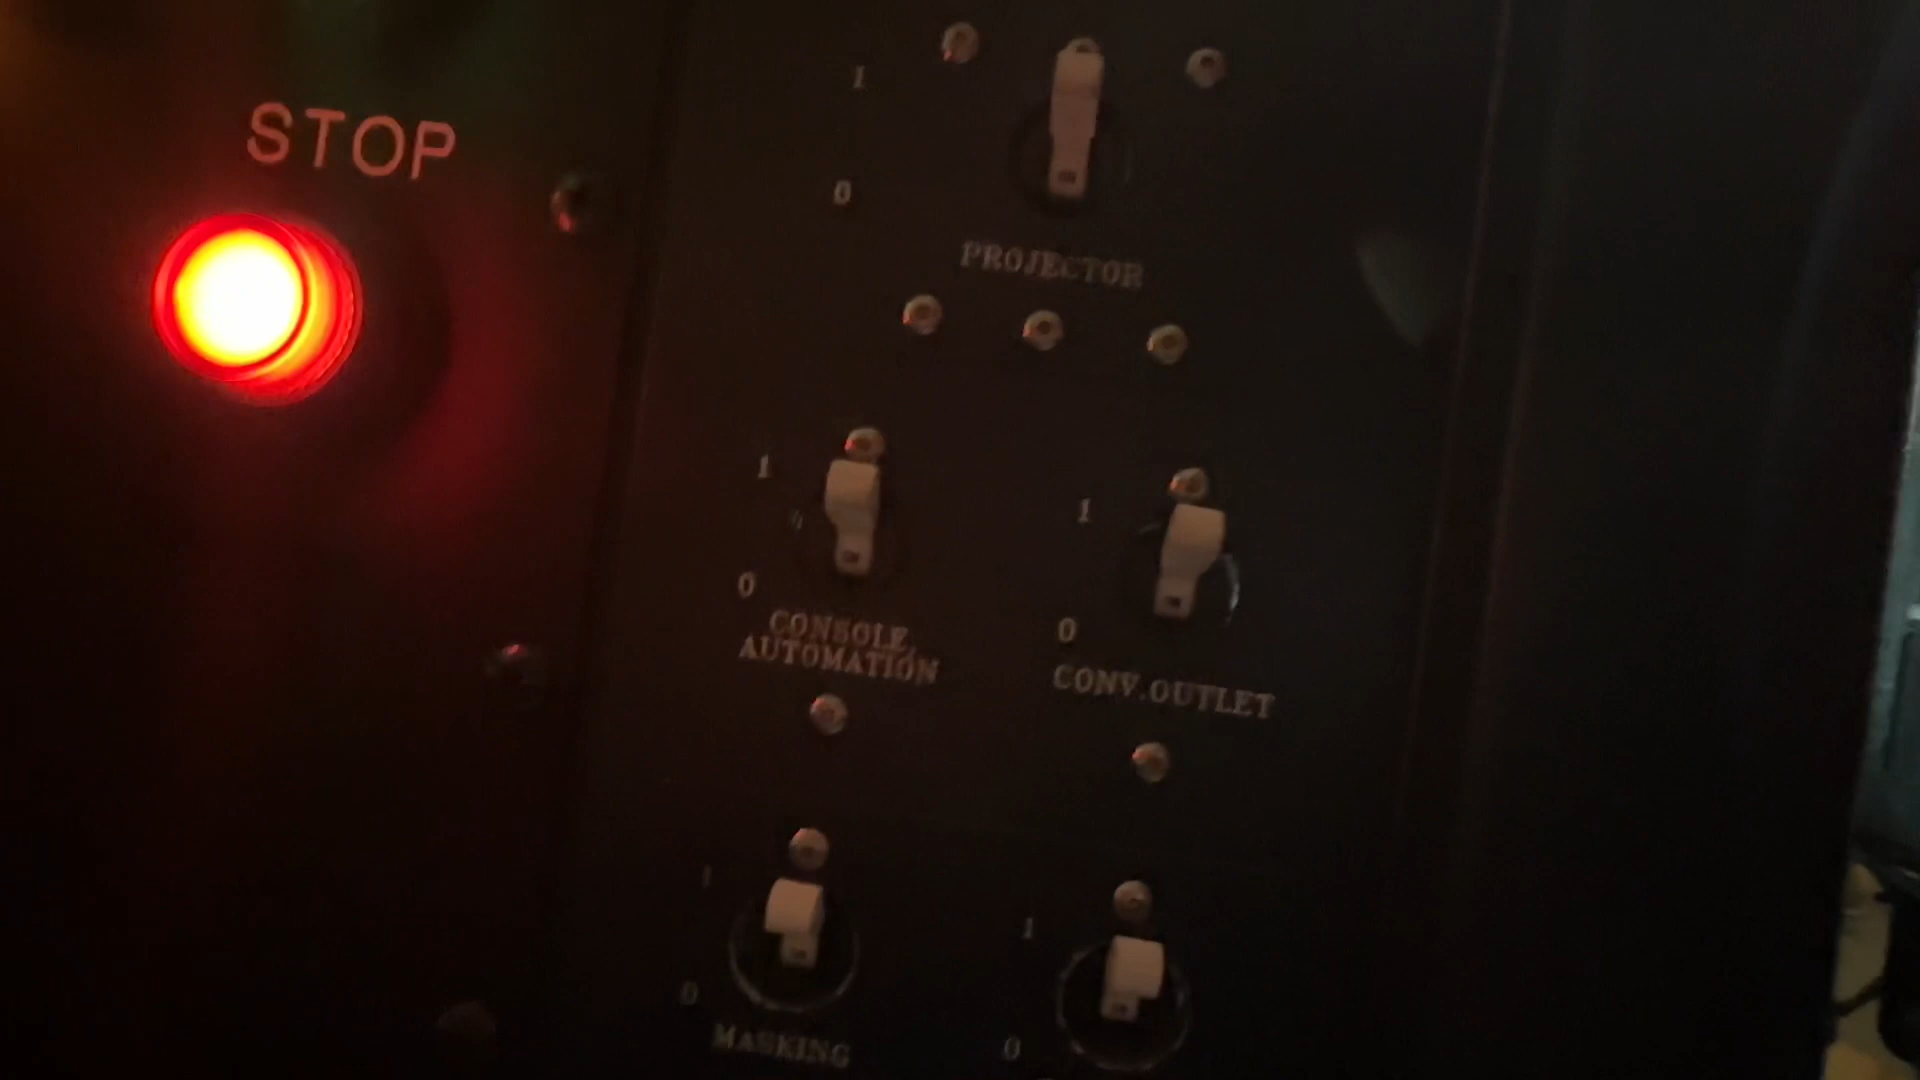 STOP
1
0
PROJECTOR
1
0
CONSOLE,
AUTOMATION
1
0
CONV.OUTLET
1
0
MASKING
1
0